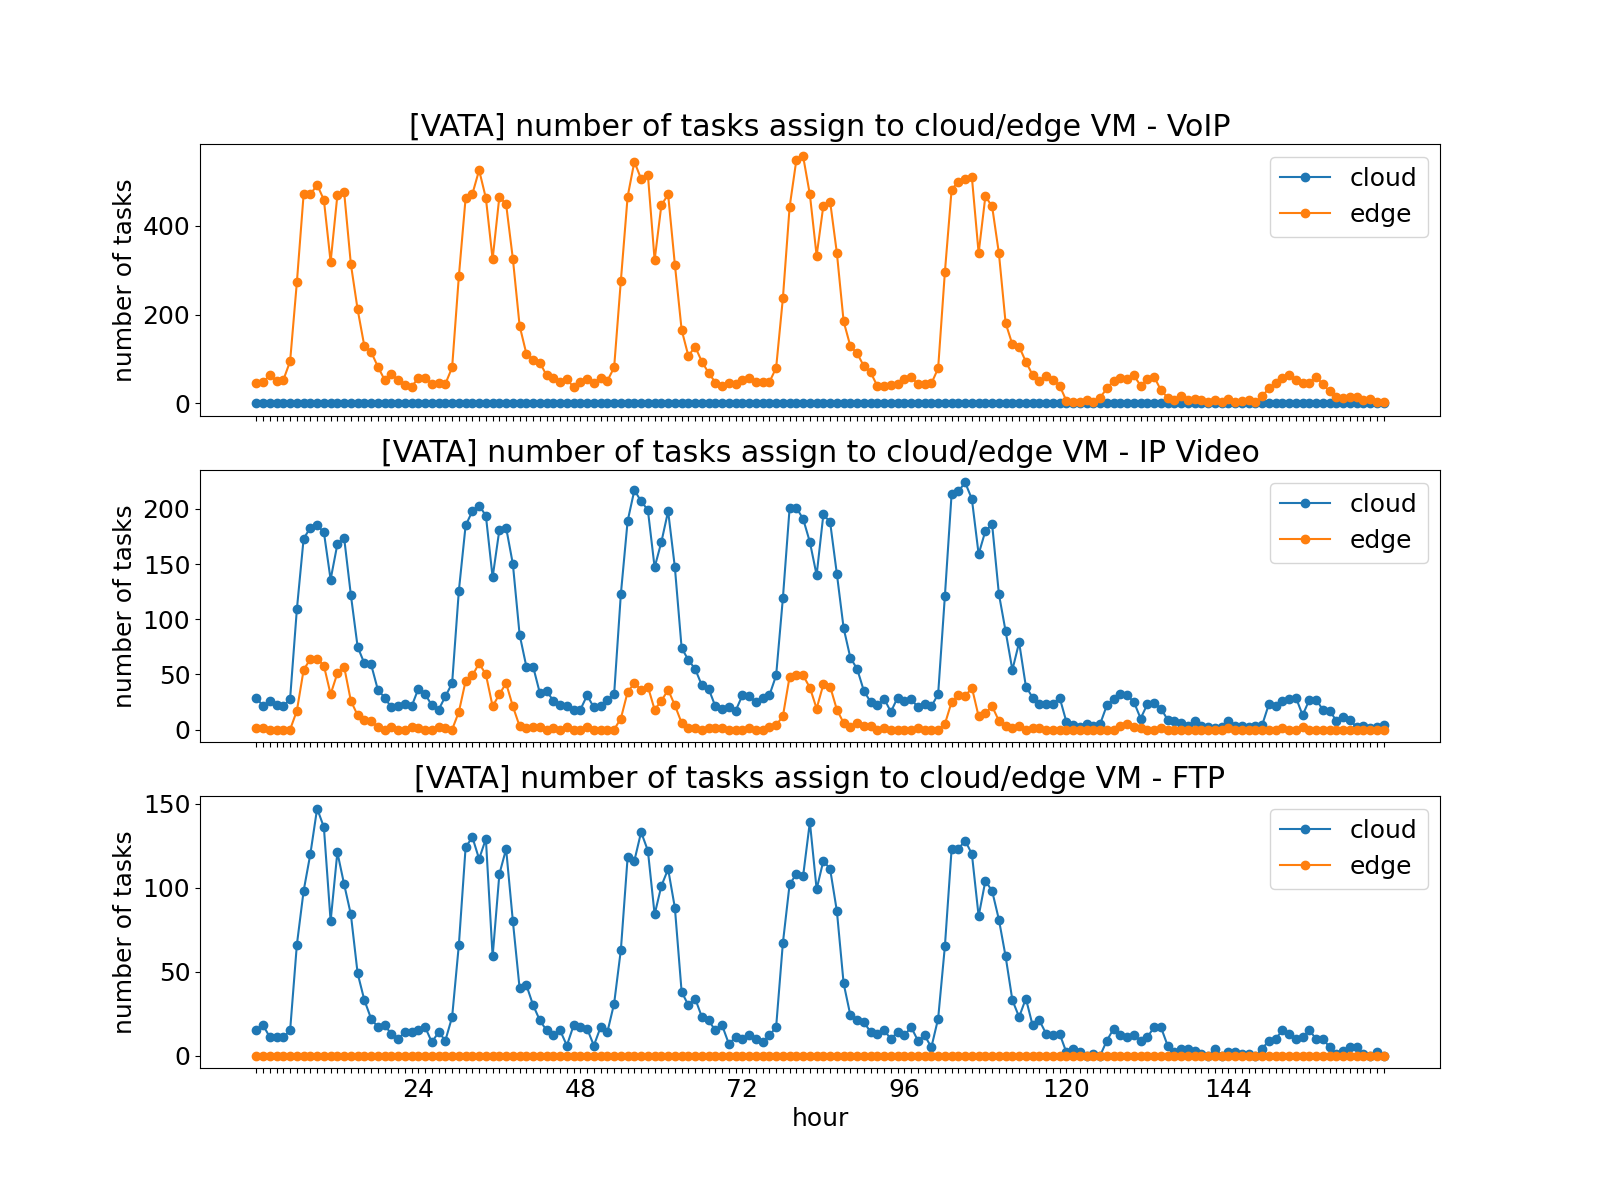 [VATA] number of tasks assign to cloud/edge VM - VoIP
number of tasks
400
200
0
cloud
edge
[VATA] number of tasks assign to cloud/edge VM - IP Video
number of tasks
200
150
100
50
0
cloud
edge
[VATA] number of tasks assign to cloud/edge VM - FTP
number of tasks
150
100
50
0
cloud
edge
24 48 72 96 120 144
hour